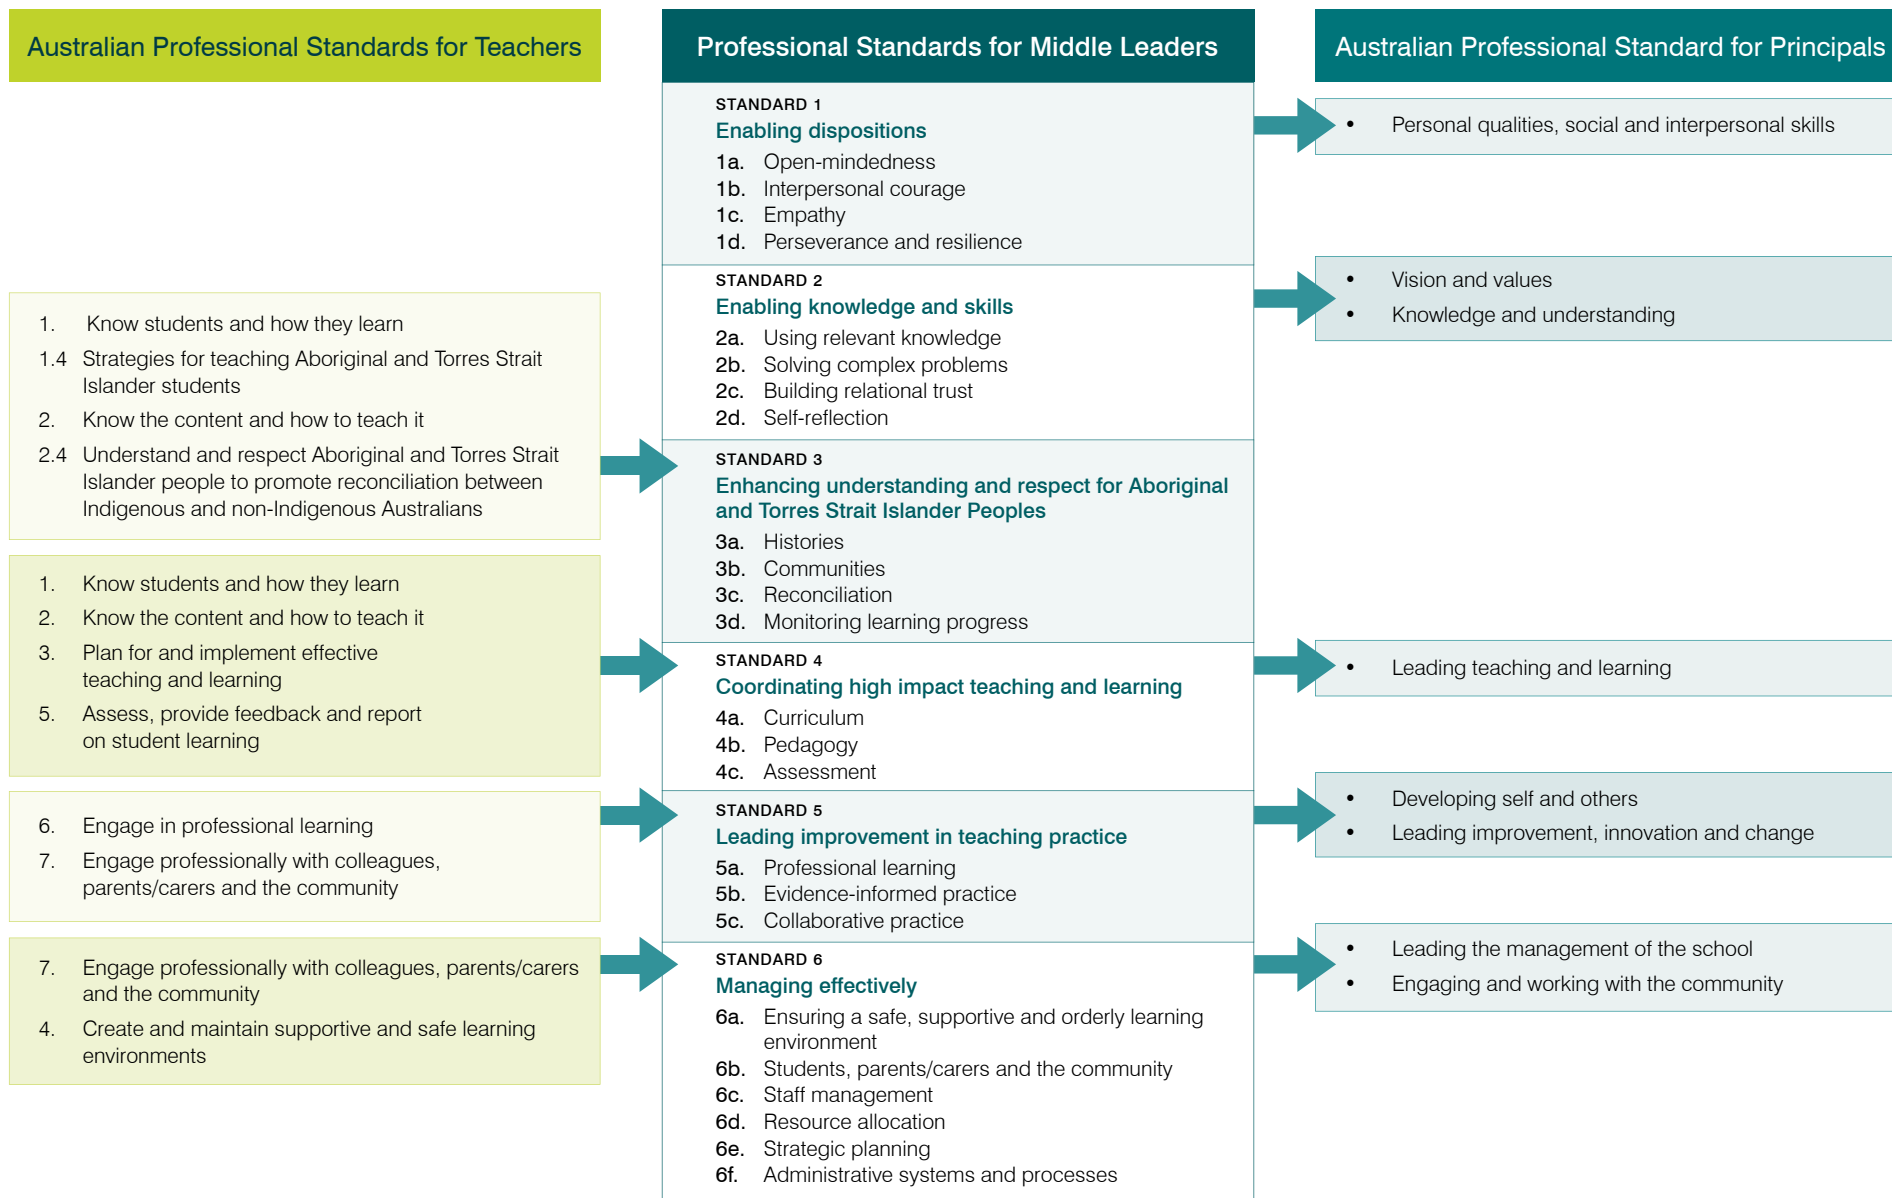 Australian Professional Standards for Teachers
1. Know students and how they learn
1.4 Strategies for teaching Aboriginal and Torres Strait
Islander students
2. Know the content and how to teach it
2.4 Understand and respect Aboriginal and Torres Strait
Islander people to promote reconciliation between
Indigenous and non-Indigenous Australians
1. Know students and how they learn
2. Know the content and how to teach it
3. Plan for and implement effective
teaching and learning
5. Assess, provide feedback and report
on student learning
6. Engage in professional learning
7. Engage professionally with colleagues,
parents/carers and the community
7. Engage professionally with colleagues, parents/carers
and the community
4. Create and maintain supportive and safe learning
environments
Professional Standards for Middle Leaders
STANDARD 1
Enabling dispositions
1a. Open-mindedness
1b. Interpersonal courage
1c. Empathy
1d. Perseverance and resilience
STANDARD 2
Enabling knowledge and skills
2a. Using relevant knowledge
2b. Solving complex problems
2c. Building relational trust
2d. Self-reflection
STANDARD 3
Enhancing understanding and respect for Aboriginal
and Torres Strait Islander Peoples
3a. Histories
3b. Communities
3c. Reconciliation
3d. Monitoring learning progress
STANDARD 4
Coordinating high impact teaching and learning
4a. Curriculum
4b. Pedagogy
4c. Assessment
STANDARD 5
Leading improvement in teaching practice
5a. Professional learning
5b. Evidence-informed practice
5c. Collaborative practice
STANDARD 6
Managing effectively
6a. Ensuring a safe, supportive and orderly learning
environment
6b. Students, parents/carers and the community
6c. Staff management
6d. Resource allocation
6e. Strategic planning
6f. Administrative systems and processes
Australian Professional Standard for Principals
• Personal qualities, social and interpersonal skills
• Vision and values
• Knowledge and understanding
• Leading teaching and learning
• Developing self and others
• Leading improvement, innovation and change
• Leading the management of the school
• Engaging and working with the community